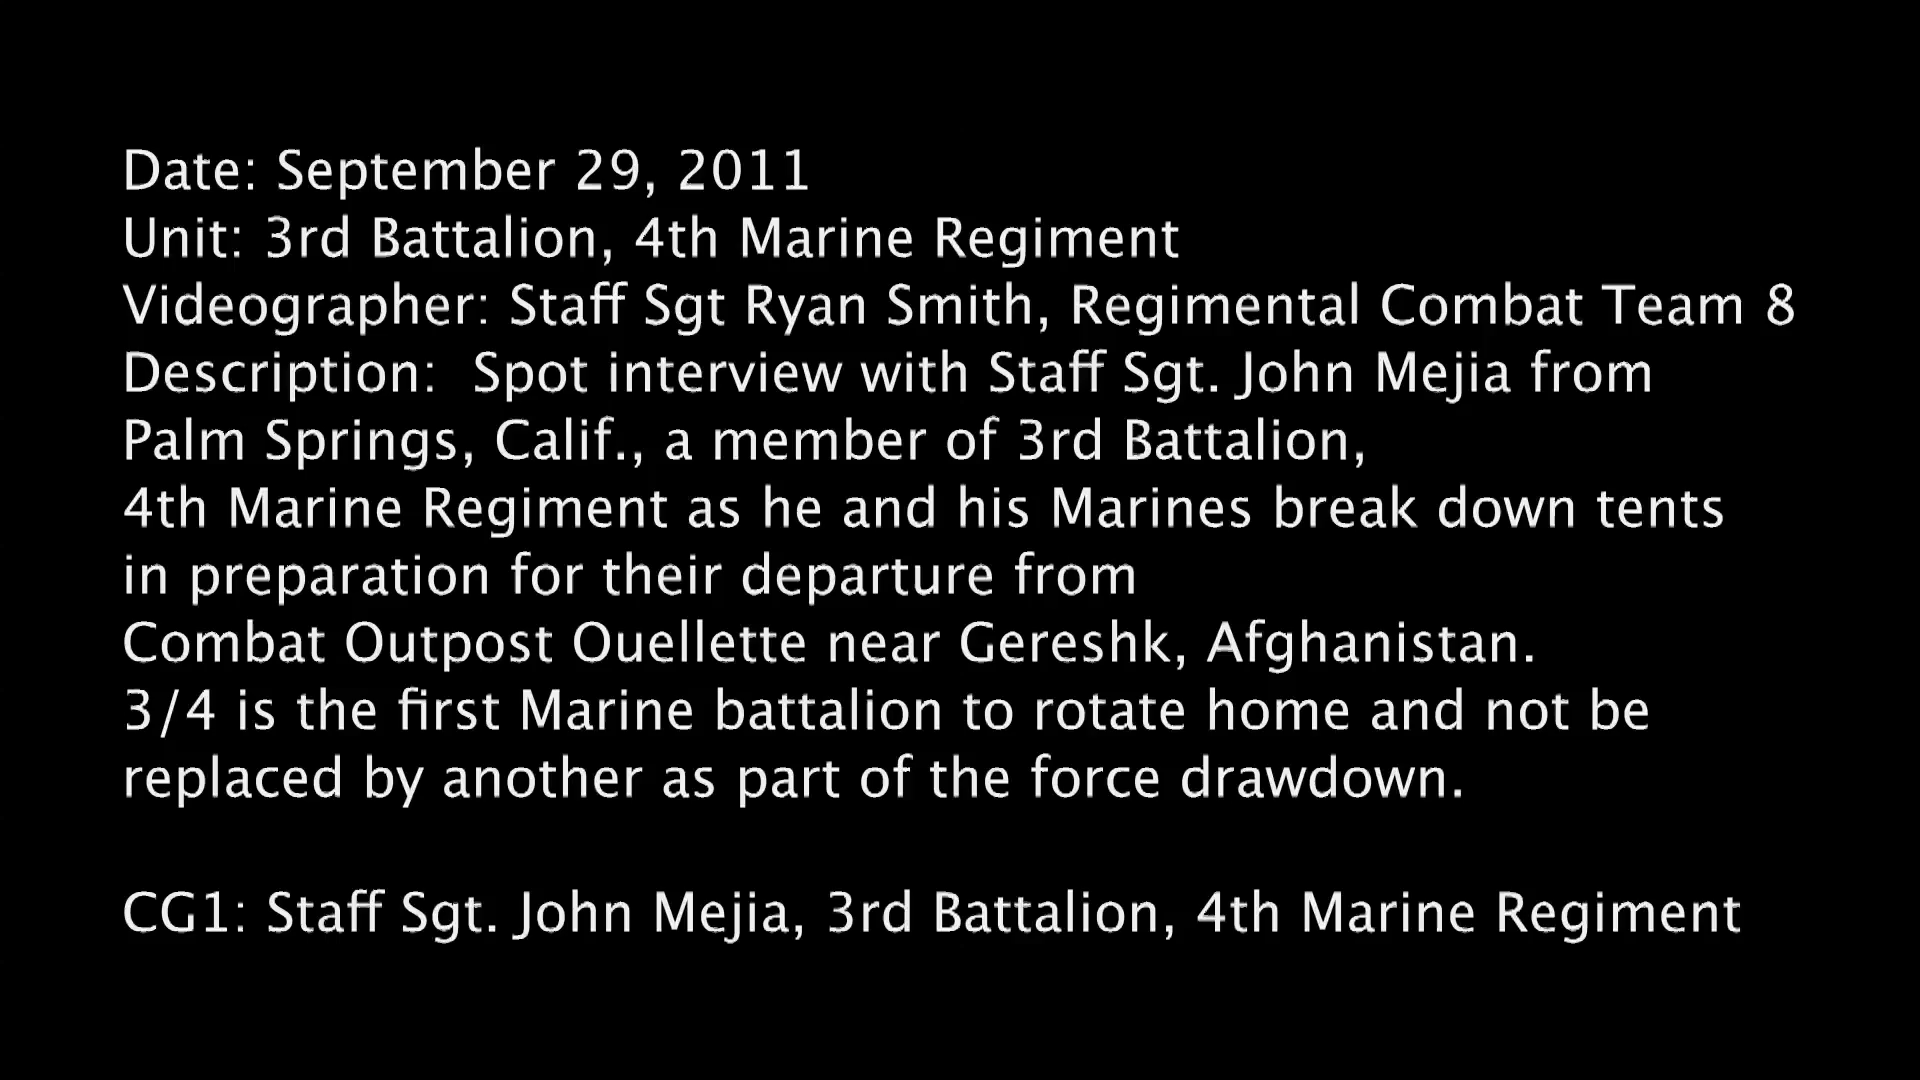 Date: September 29, 2011
Unit: 3rd Battalion, 4th Marine Regiment
Videographer: Staff Sgt Ryan Smith, Regimental Combat Team 8
Description:  Spot interview with Staff Sgt. John Mejia from
Palm Springs, Calif., a member of 3rd Battalion,
4th Marine Regiment as he and his Marines break down tents
in preparation for their departure from
Combat Outpost Ouellette near Gereshk, Afghanistan.
3/4 is the first Marine battalion to rotate home and not be
replaced by another as part of the force drawdown.
CG1: Staff Sgt. John Mejia, 3rd Battalion, 4th Marine Regiment